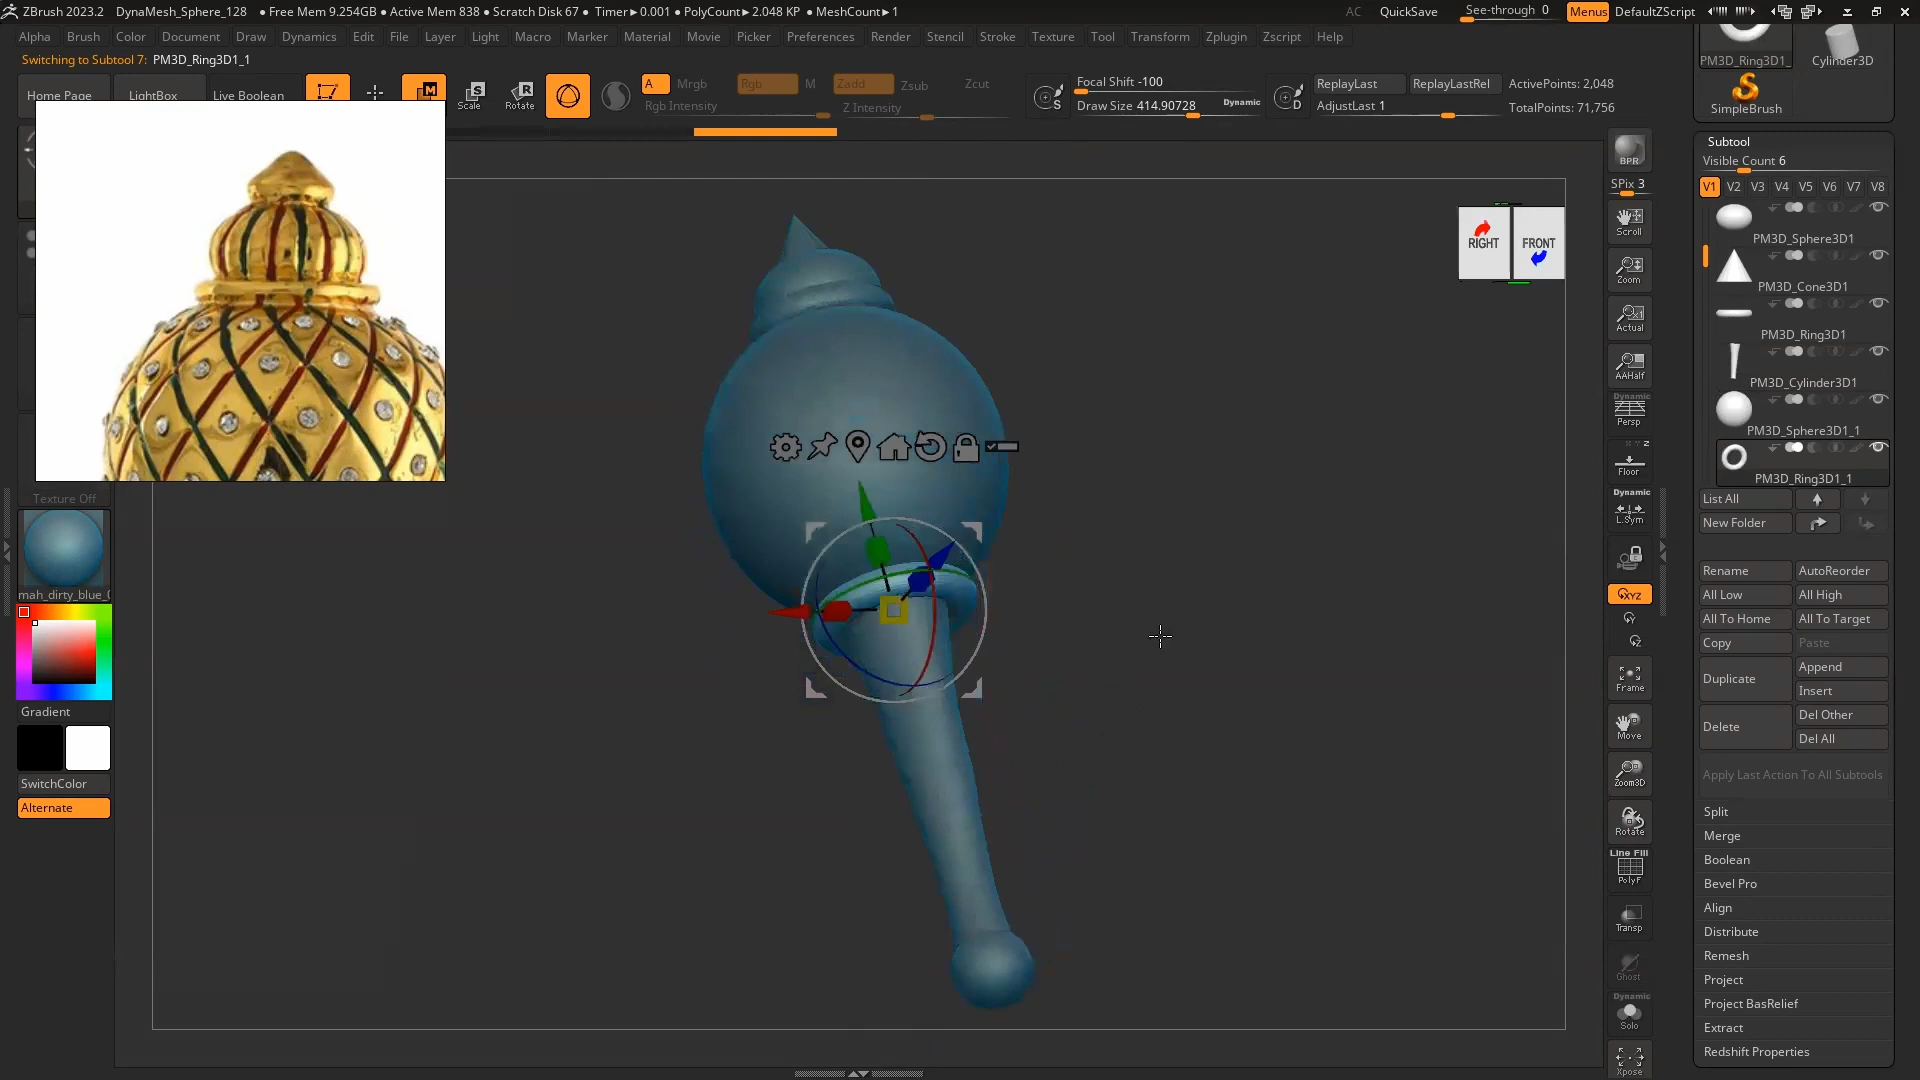 ZBrush 2023.2 DynaMesh_Sphere_128 ● Free Mem 9.254GB ● Active Mem 838 ● Scratch Disk 67 ● Timer►0.001 ● PolyCount►2.048 KP ● MeshCount►1 AC QuickSave See-through 0 Menus DefaultZScript
Alpha Brush Color Document Draw Dynamics Edit File Layer Light Macro Marker Material Movie Picker Preferences Render Stencil Stroke Texture Tool Transform Zplugin Zscript Help
Switching to Subtool 7: PM3D_Ring3D1_1
Home Page LightBox Live Boolean
M
S
Scale
R
Rotate
A Mrgb Rgb M Zadd Zsub Zcut
Rgb Intensity Z Intensity
S
Focal Shift -100
Draw Size 414.90728 Dynamic
D
ReplayLast ReplayLastRel ActivePoints: 2,048
AdjustLast 1 TotalPoints: 71,756
PM3D_Ring3D1_ Cylinder3D
SimpleBrush
Texture Off
mah_dirty_blue_0
Gradient
SwitchColor
Alternate
RIGHT FRONT
BPR
SPix 3
Scroll
Zoom
Actual
AAHalf
Dynamic
Persp
X Y Z
Floor
Dynamic
L.Sym
XYZ
Y
Z
Frame
Move
Zoom3D
Rotate
Line Fill
PolyF
Transp
Ghost
Dynamic
Solo
Xpose
Subtool
Visible Count 6
V1 V2 V3 V4 V5 V6 V7 V8
PM3D_Sphere3D1
PM3D_Cone3D1
PM3D_Ring3D1
PM3D_Cylinder3D1
PM3D_Sphere3D1_1
PM3D_Ring3D1_1
List All
New Folder
Rename AutoReorder
All Low All High
All To Home All To Target
Copy Paste
Duplicate Append
Insert
Delete Del Other
Del All
Apply Last Action To All Subtools
Split
Merge
Boolean
Bevel Pro
Align
Distribute
Remesh
Project
Project BasRelief
Extract
Redshift Properties